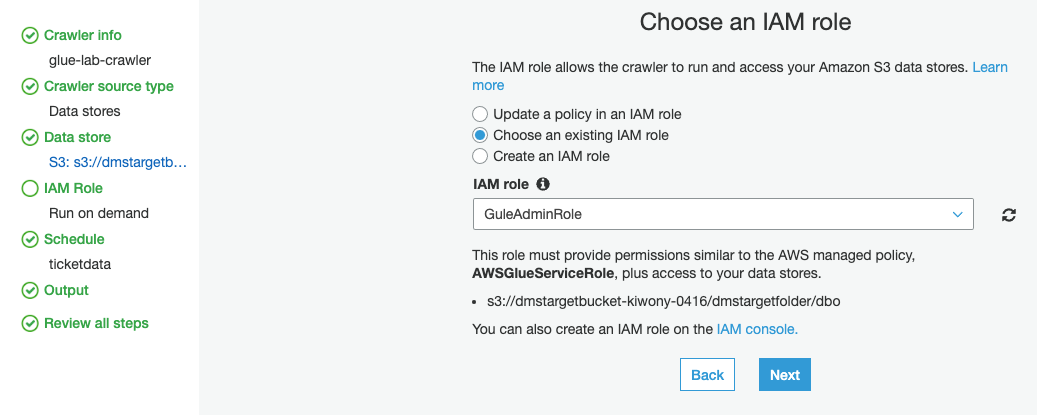 Crawler info
glue-lab-crawler
Crawler source type
Data stores
Data store
S3: s3://dmstargetb...
IAM Role
Run on demand
Schedule
ticketdata
Output
Review all steps
Choose an IAM role
The IAM role allows the crawler to run and access your Amazon S3 data stores. Learn
more
Update a policy in an IAM role
Choose an existing IAM role
Create an IAM role
IAM role
GuleAdminRole
This role must provide permissions similar to the AWS managed policy,
AWSGlueServiceRole, plus access to your data stores.
• s3://dmstargetbucket-kiwony-0416/dmstargetfolder/dbo
You can also create an IAM role on the IAM console.
Back
Next